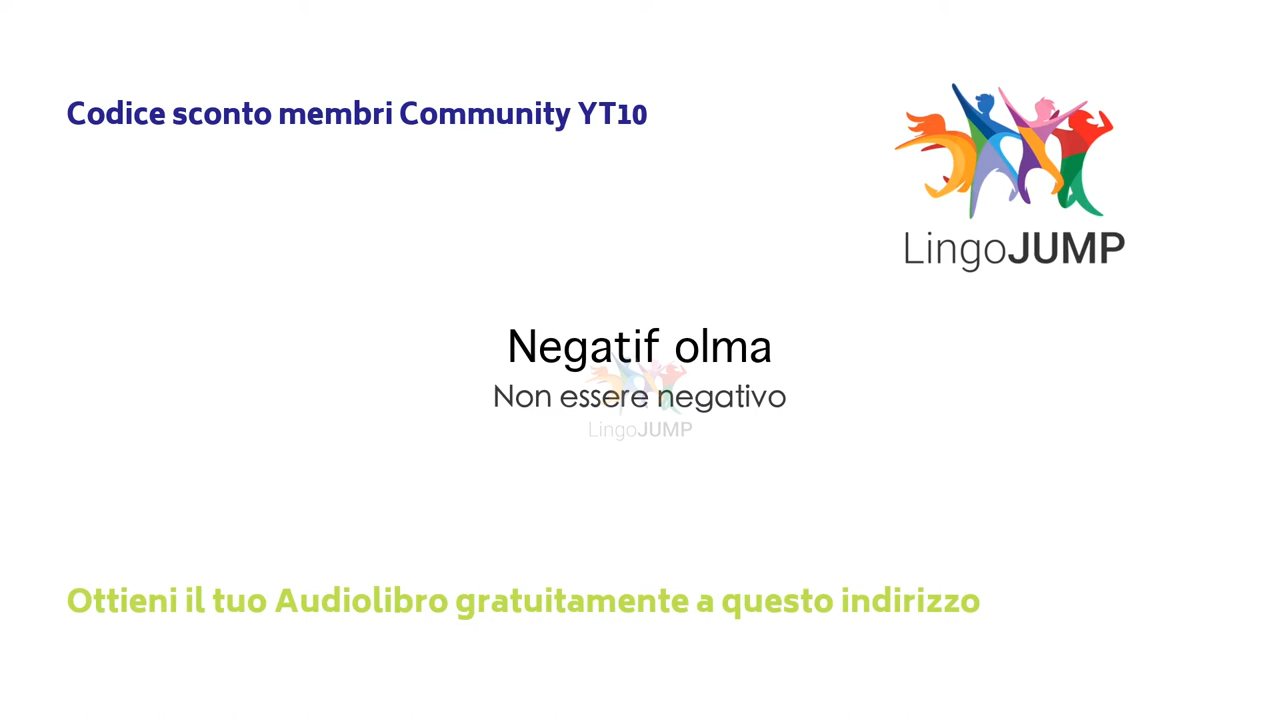 Codice sconto membri Community YT10
LingoJUMP
Negatif olma
Non essere negativo
LingoJUMP
Ottieni il tuo Audiolibro gratuitamente a questo indirizzo